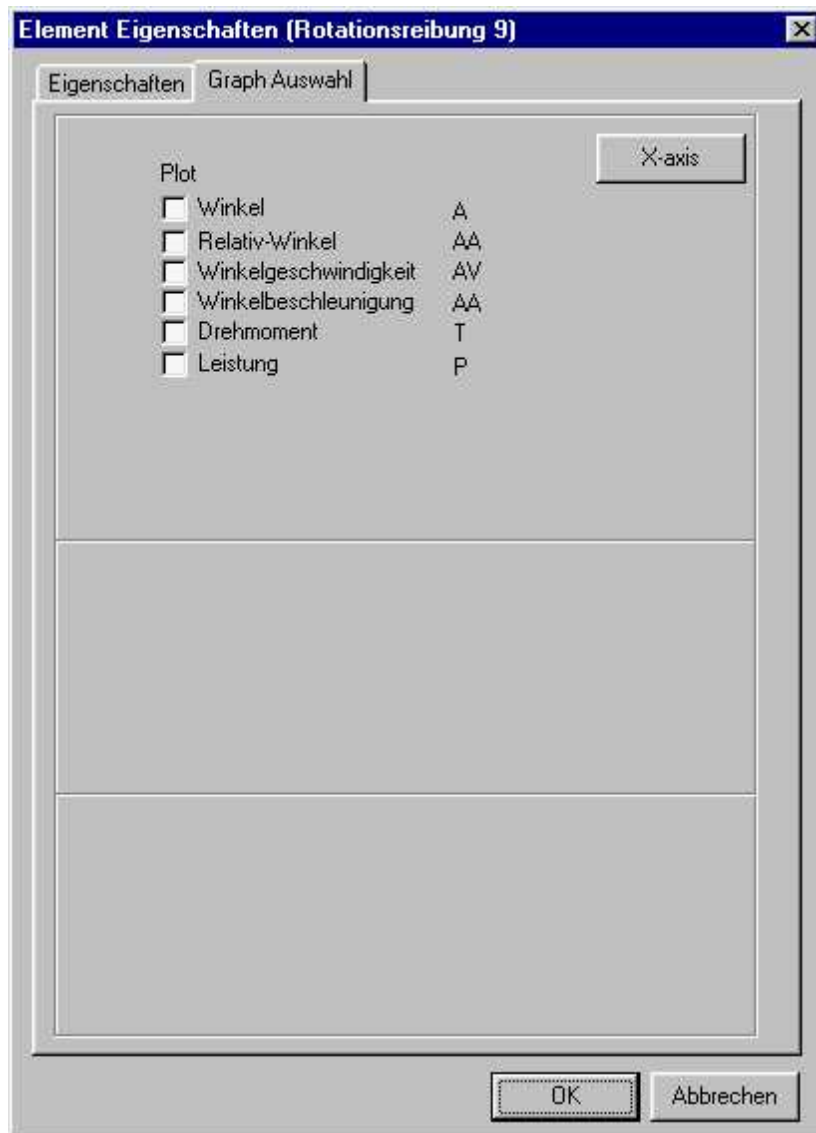 Element Eigenschaften (Rotationsreibung 9)
Eigenschaften Graph Auswahl
X-axis
Plot
Winkel A
Relativ-Winkel AA
Winkelgeschwindigkeit AV
Winkelbeschleunigung AA
Drehmoment T
Leistung P
OK Abbrechen